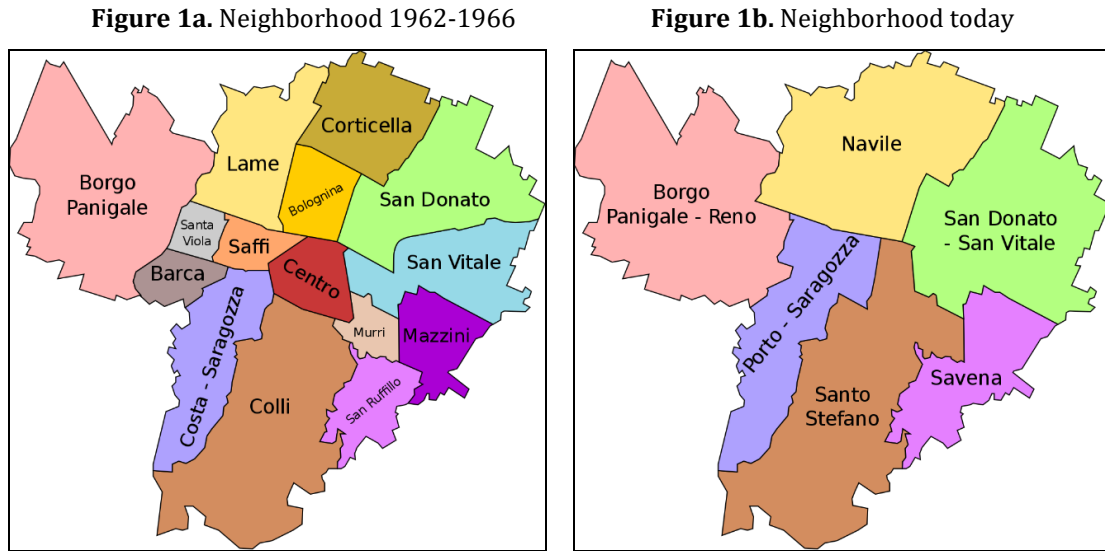 Figure 1a. Neighborhood 1962-1966
Figure 1b. Neighborhood today
Corticella
Lame
Borgo
Panigale
Bolognina
San Donato
Santa
Viola
Saffi
San Vitale
Barca
Centro
Murri
Mazzini
Costa - Saragozza
Colli
San Ruffillo
Navile
Borgo
Panigale - Reno
San Donato
- San Vitale
Porto - Saragozza
Savena
Santo
Stefano